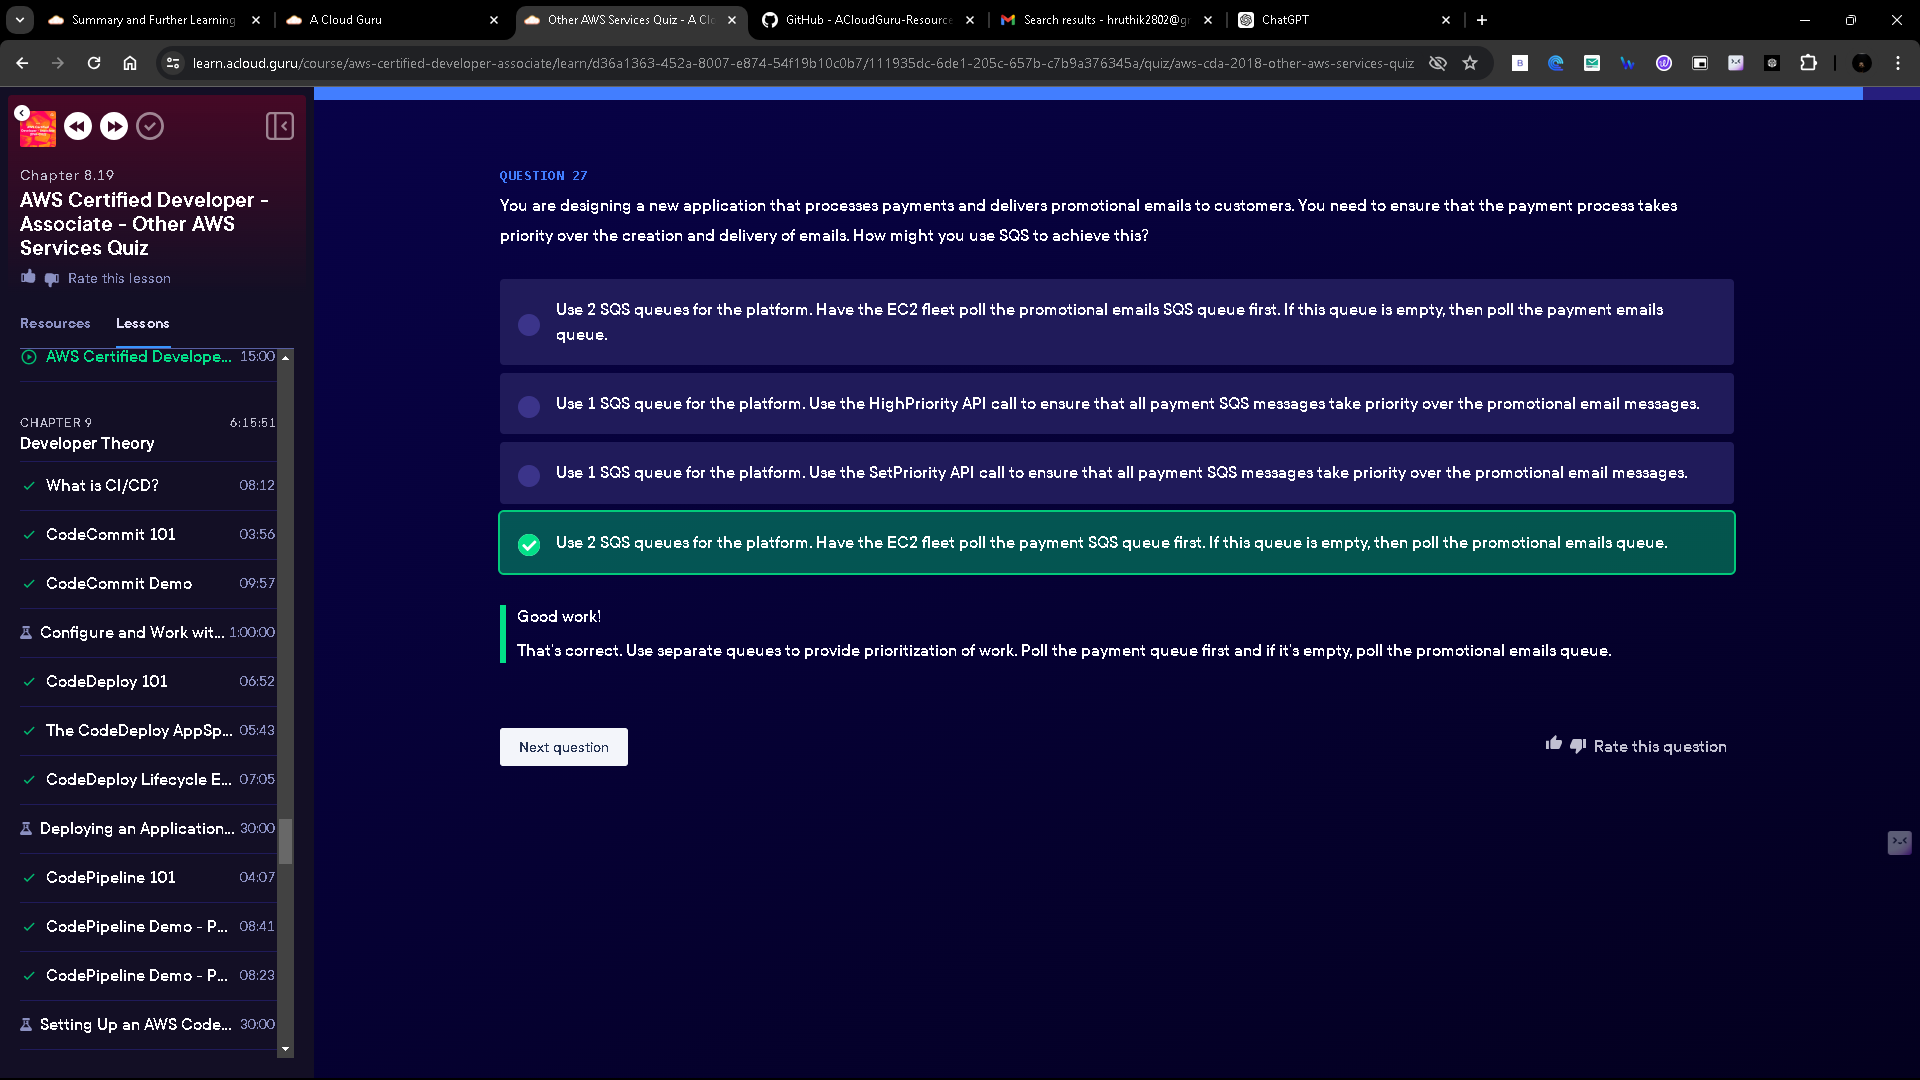 Summary and Further Learning
A Cloud Guru
Other AWS Services Quiz - A Clo
GitHub - ACloudGuru-Resource
Search results - hruthik2802@gr
ChatGPT
learn.acloud.guru/course/aws-certified-developer-associate/learn/d36a1363-452a-8007-e874-54f19b10c0b7/111935dc-6de1-205c-657b-c7b9a376345a/quiz/aws-cda-2018-other-aws-services-quiz
Chapter 8.19
AWS Certified Developer -
Associate - Other AWS
Services Quiz
Rate this lesson
Resources
Lessons
AWS Certified Develope... 15:00
CHAPTER 9 6:15:51
Developer Theory
What is CI/CD? 08:12
CodeCommit 101 03:56
CodeCommit Demo 09:57
Configure and Work wit... 1:00:00
CodeDeploy 101 06:52
The CodeDeploy AppSp... 05:43
CodeDeploy Lifecycle E... 07:05
Deploying an Application... 30:00
CodePipeline 101 04:07
CodePipeline Demo - P... 08:41
CodePipeline Demo - P... 08:23
Setting Up an AWS Code... 30:00
QUESTION 27
You are designing a new application that processes payments and delivers promotional emails to customers. You need to ensure that the payment process takes
priority over the creation and delivery of emails. How might you use SQS to achieve this?
Use 2 SQS queues for the platform. Have the EC2 fleet poll the promotional emails SQS queue first. If this queue is empty, then poll the payment emails
queue.
Use 1 SQS queue for the platform. Use the HighPriority API call to ensure that all payment SQS messages take priority over the promotional email messages.
Use 1 SQS queue for the platform. Use the SetPriority API call to ensure that all payment SQS messages take priority over the promotional email messages.
Use 2 SQS queues for the platform. Have the EC2 fleet poll the payment SQS queue first. If this queue is empty, then poll the promotional emails queue.
Good work!
That's correct. Use separate queues to provide prioritization of work. Poll the payment queue first and if it's empty, poll the promotional emails queue.
Next question
Rate this question